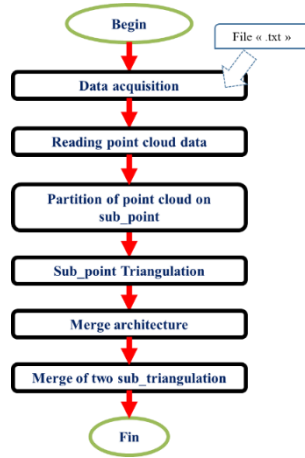 Begin
File « .txt »
Data acquisition
Reading point cloud data
Partition of point cloud on
sub_point
Sub_point Triangulation
Merge architecture
Merge of two sub_triangulation
Fin